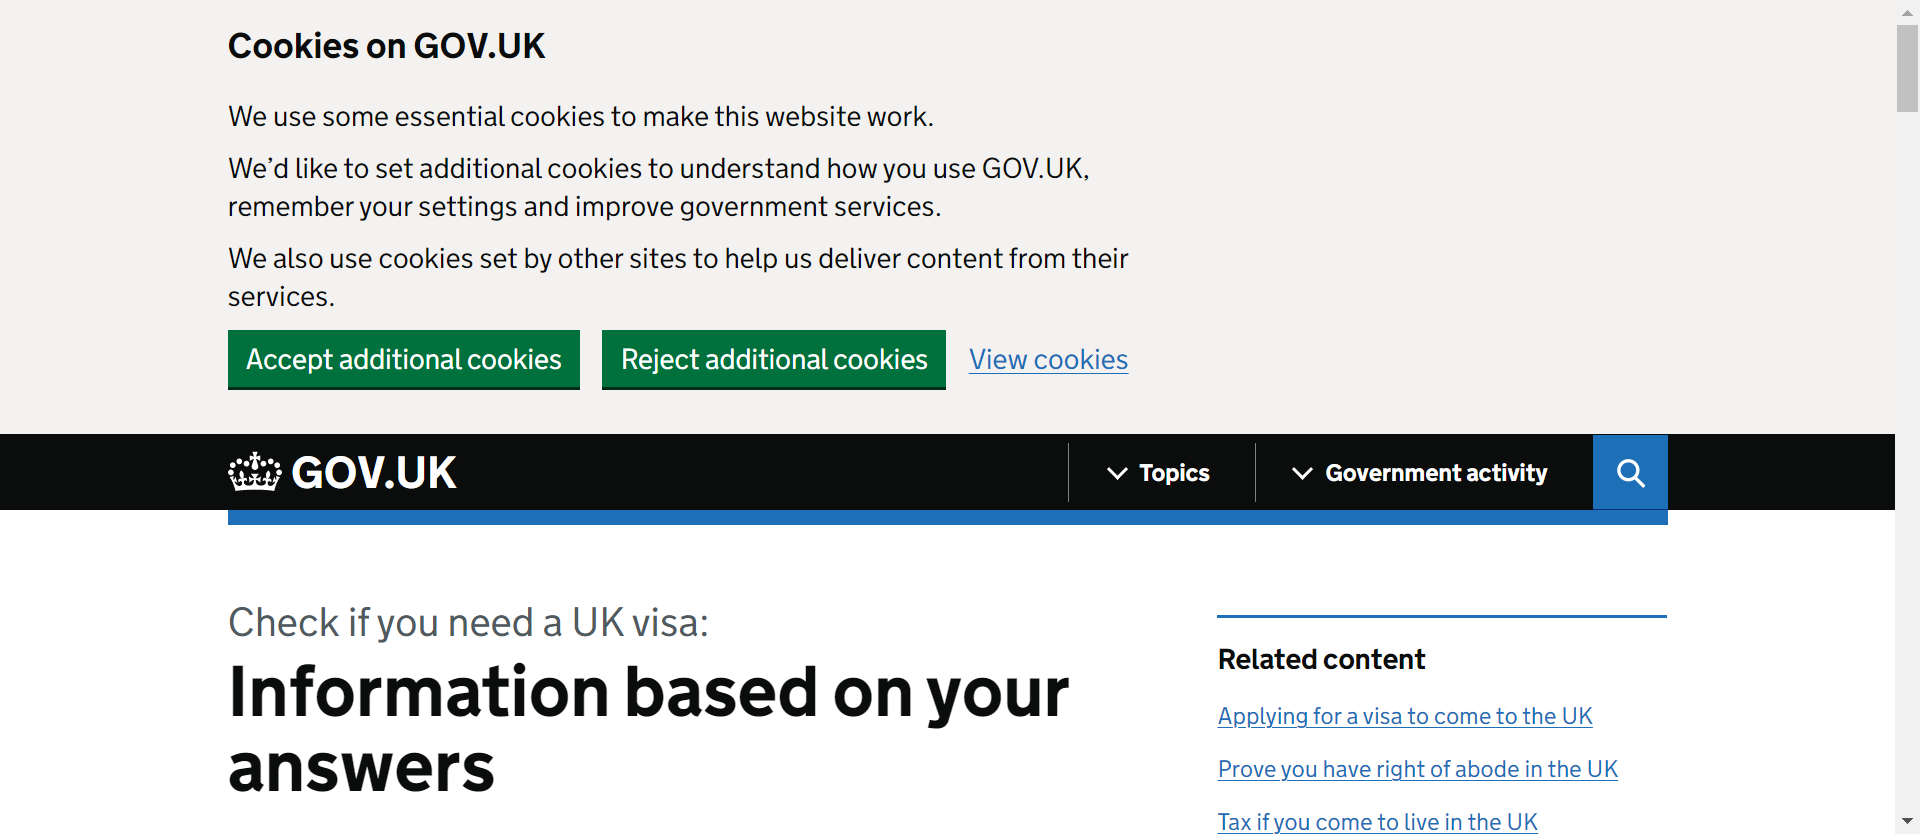 Cookies on GOV.UK
We use some essential cookies to make this website work.
We’d like to set additional cookies to understand how you use GOV.UK,
remember your settings and improve government services.
We also use cookies set by other sites to help us deliver content from their
services.
Accept additional cookies
Reject additional cookies
View cookies
GOV.UK
Topics
Government activity
Check if you need a UK visa:
Information based on your
answers
Related content
Applying for a visa to come to the UK
Prove you have right of abode in the UK
Tax if you come to live in the UK